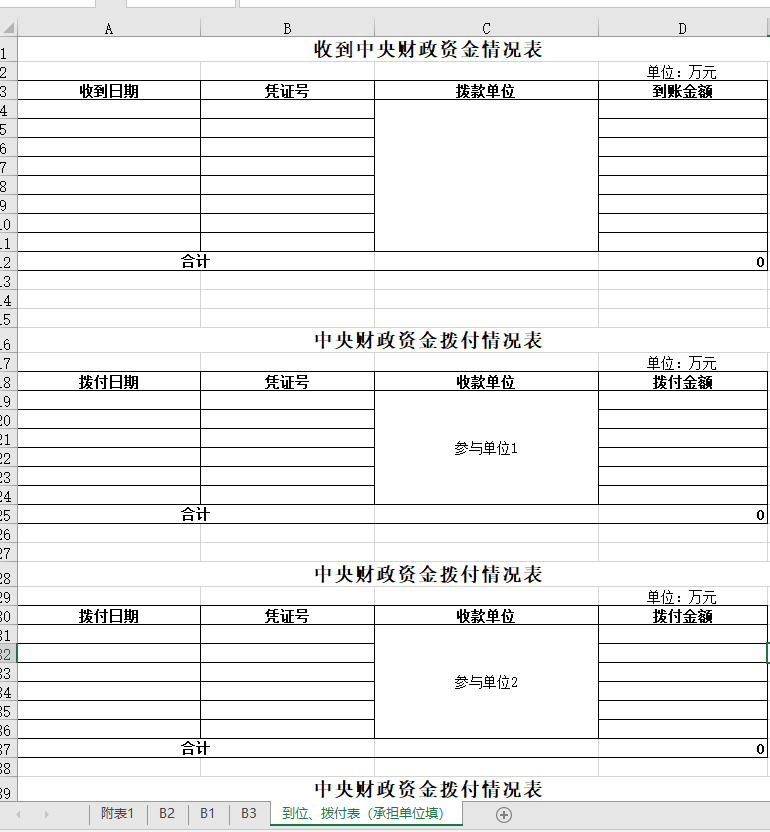 A B C D
1 收到中央财政资金情况表
2 单位：万元
3 收到日期 凭证号 拨款单位 到账金额
4
5
6
7
8
9
10
11
12 合计 0
13
14
15
16 中央财政资金拨付情况表
17 单位：万元
18 拨付日期 凭证号 收款单位 拨付金额
19
20
21 参与单位1
22
23
24
25 合计 0
26
27
28 中央财政资金拨付情况表
29 单位：万元
30 拨付日期 凭证号 收款单位 拨付金额
31
32
33 参与单位2
34
35
36
37 合计 0
38
39 中央财政资金拨付情况表
附表1 B2 B1 B3 到位、拨付表（承担单位填）